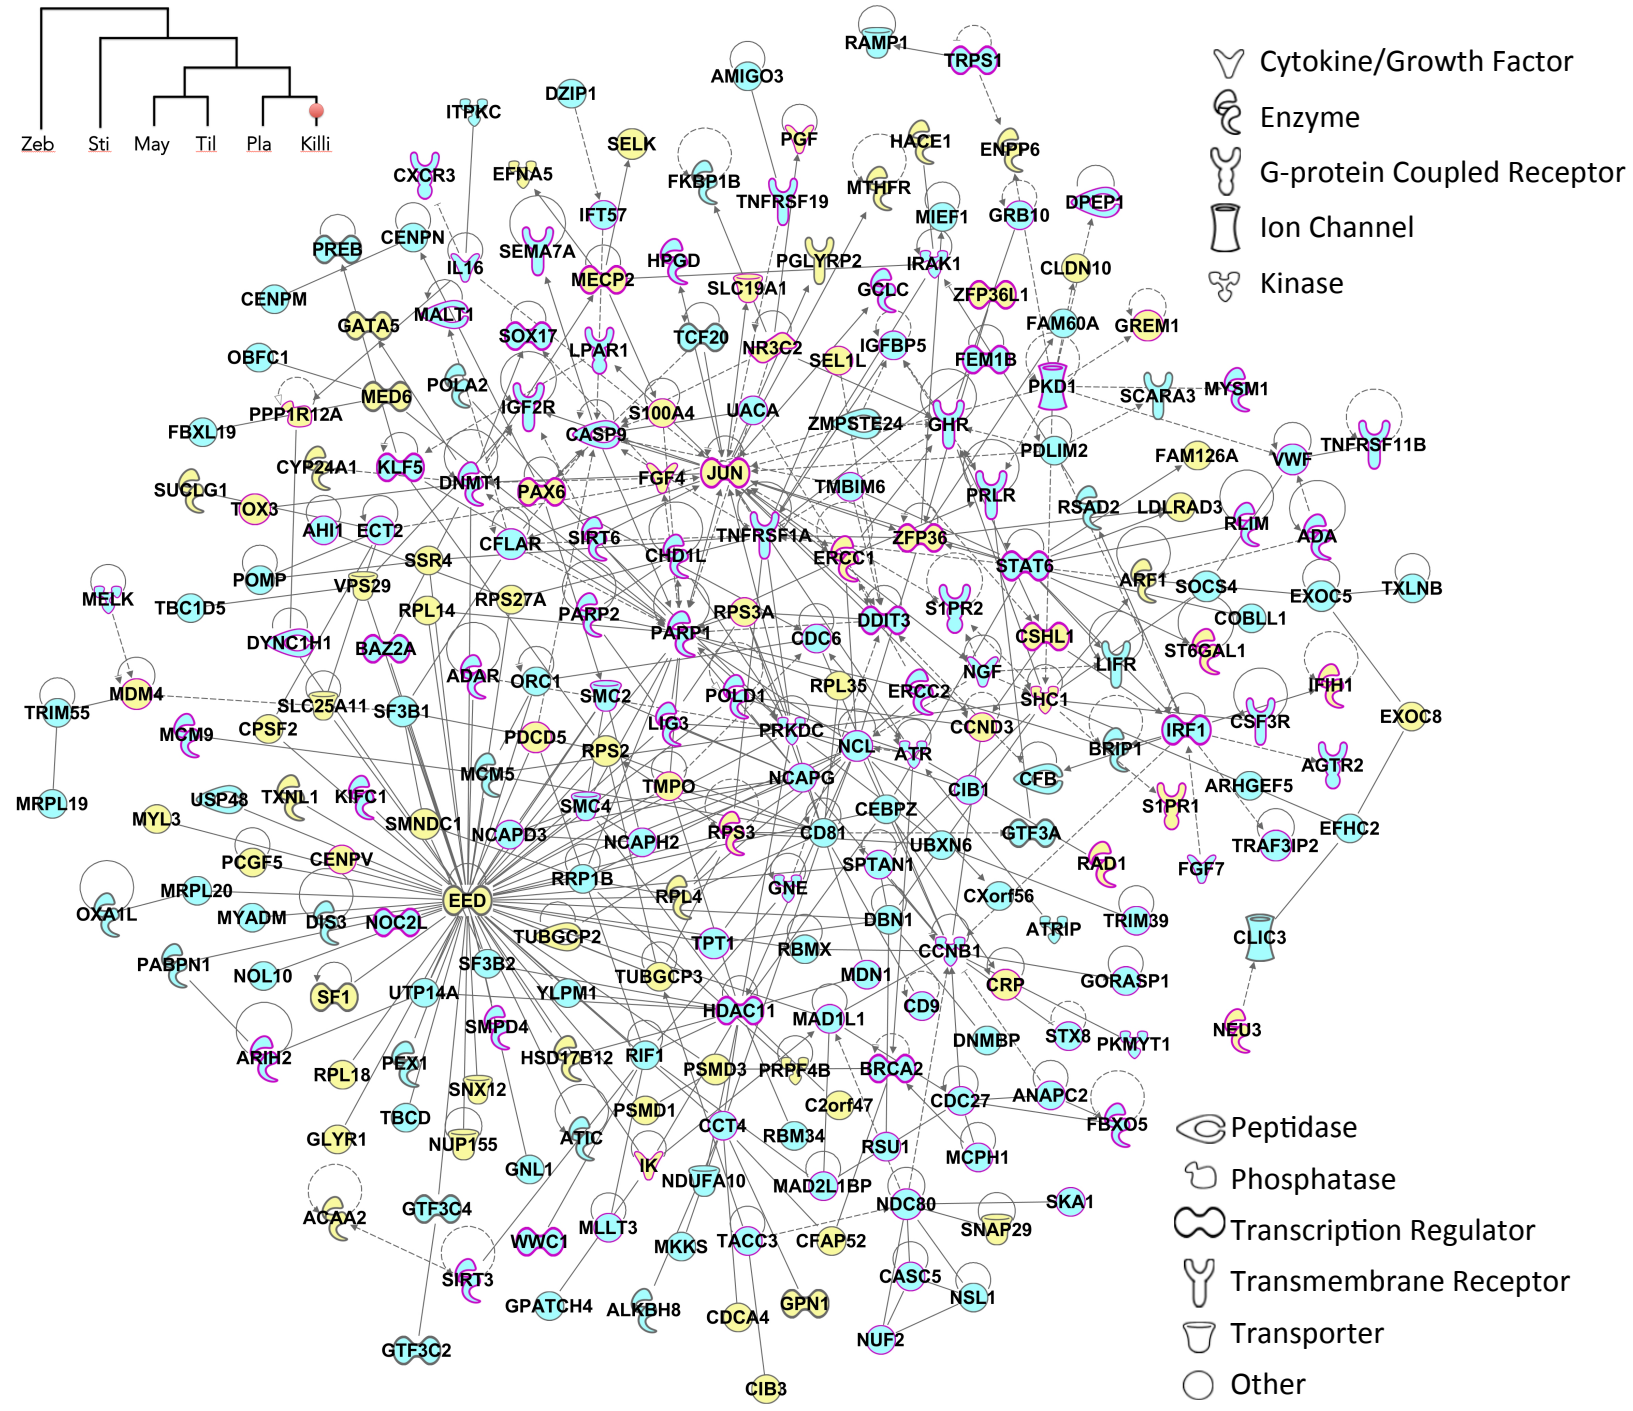 Zeb Sti May Til Pla Killi
RAMP1
TRPS1
AMIGO3
DZIP1
ITPKC
SELK
PGF
HACE1
ENPP6
CXCR3
EFNA5
FKBP1B
TNFRSF19
MTHFR
MIEF1
GRB10
DPEP1
IFT57
PREB
CENPN
SEMA7A
IL16
MECP2
HPGD
PGLYRP2
IRAK1
CLDN10
CENPM
SLC19A1
GCLC
ZFP36L1
GATA5
MALT1
SOX17
LPAR1
TCF20
NR3C2
SEL1L
IGFBP5
FAM60A
GREM1
OBFC1
POLA2
FEM1B
PKD1
MYSM1
SCARA3
MED6
PPP1R12A
IGF2R
S100A4
UACA
ZMPSTE24
GHR
FBXL19
CASP9
PDLIM2
FAM126A
VWF
TNFRSF11B
CYP24A1
KLF5
DNMT1
PAX6
FGF4
JUN
TMBIM6
PRLR
SUCLG1
TOX3
RSAD2
LDLRAD3
RLIM
AHI1
ECT2
CFLAR
SIRT6
TNFRSF1A
ZFP36
ADA
CHD1L
ERCC1
STAT6
SSR4
POMP
VPS29
ARF1
SOCS4
EXOC5
TXLNB
MELK
TBC1D5
RPL14
RPS27A
PARP2
RPS3A
S1PR2
COBLL1
DYNC1H1
BAZ2A
PARP1
CDC6
DDIT3
CSHL1
ST6GAL1
MDM4
ADAR
ORC1
SMC2
POLD1
RPL35
ERCC2
NGF
LIFR
IFIH1
TRIM55
SLC25A11
SF3B1
SHC1
CSF3R
EXOC8
MCM9
CPSF2
PDCD5
LIG3
PRKDC
NCL
CCND3
IRF1
RPS2
ATR
BRIP1
AGTR2
MCM5
TMPO
NCAPG
CIB1
CFB
ARHGEF5
MRPL19
USP48
TXNL1
KIFC1
SMC4
S1PR1
MYL3
SMNDC1
NCAPD3
NCAPH2
RPS3
CD81
CEBPZ
GTF3A
EFHC2
PCGF5
CENPV
UBXN6
TRAF3IP2
RRP1B
GNE
SPTAN1
RAD1
FGF7
MRPL20
EED
RPL4
CXorf56
OXA1L
MYADM
DIS3
NOC2L
DBN1
ATRIP
TRIM39
CLIC3
TUBGCP2
TPT1
RBMX
CCNB1
PABPN1
NOL10
SF3B2
TUBGCP3
MDN1
CRP
GORASP1
SF1
UTP14A
YLPM1
HDAC11
MAD1L1
CD9
NEU3
SMPD4
DNMBP
STX8
PKMYT1
ARIH2
PEX1
HSD17B12
RIF1
PSMD3
PRPF4B
BRCA2
RPL18
SNX12
C2orf47
CDC27
ANAPC2
TBCD
PSMD1
CCT4
RBM34
FBXO5
GLYR1
NUP155
ATIC
RSU1
MCPH1
GNL1
IK
NDUFA10
MAD2L1BP
ACAA2
GTF3C4
NDC80
SKA1
MLLT3
SNAP29
WWC1
MKKS
TACC3
CFAP52
SIRT3
CASC5
GPATCH4
ALKBH8
CDCA4
GPN1
NSL1
GTF3C2
NUF2
CIB3
Cytokine/Growth Factor
Enzyme
G-protein Coupled Receptor
Ion Channel
Kinase
Peptidase
Phosphatase
Transcription Regulator
Transmembrane Receptor
Transporter
Other